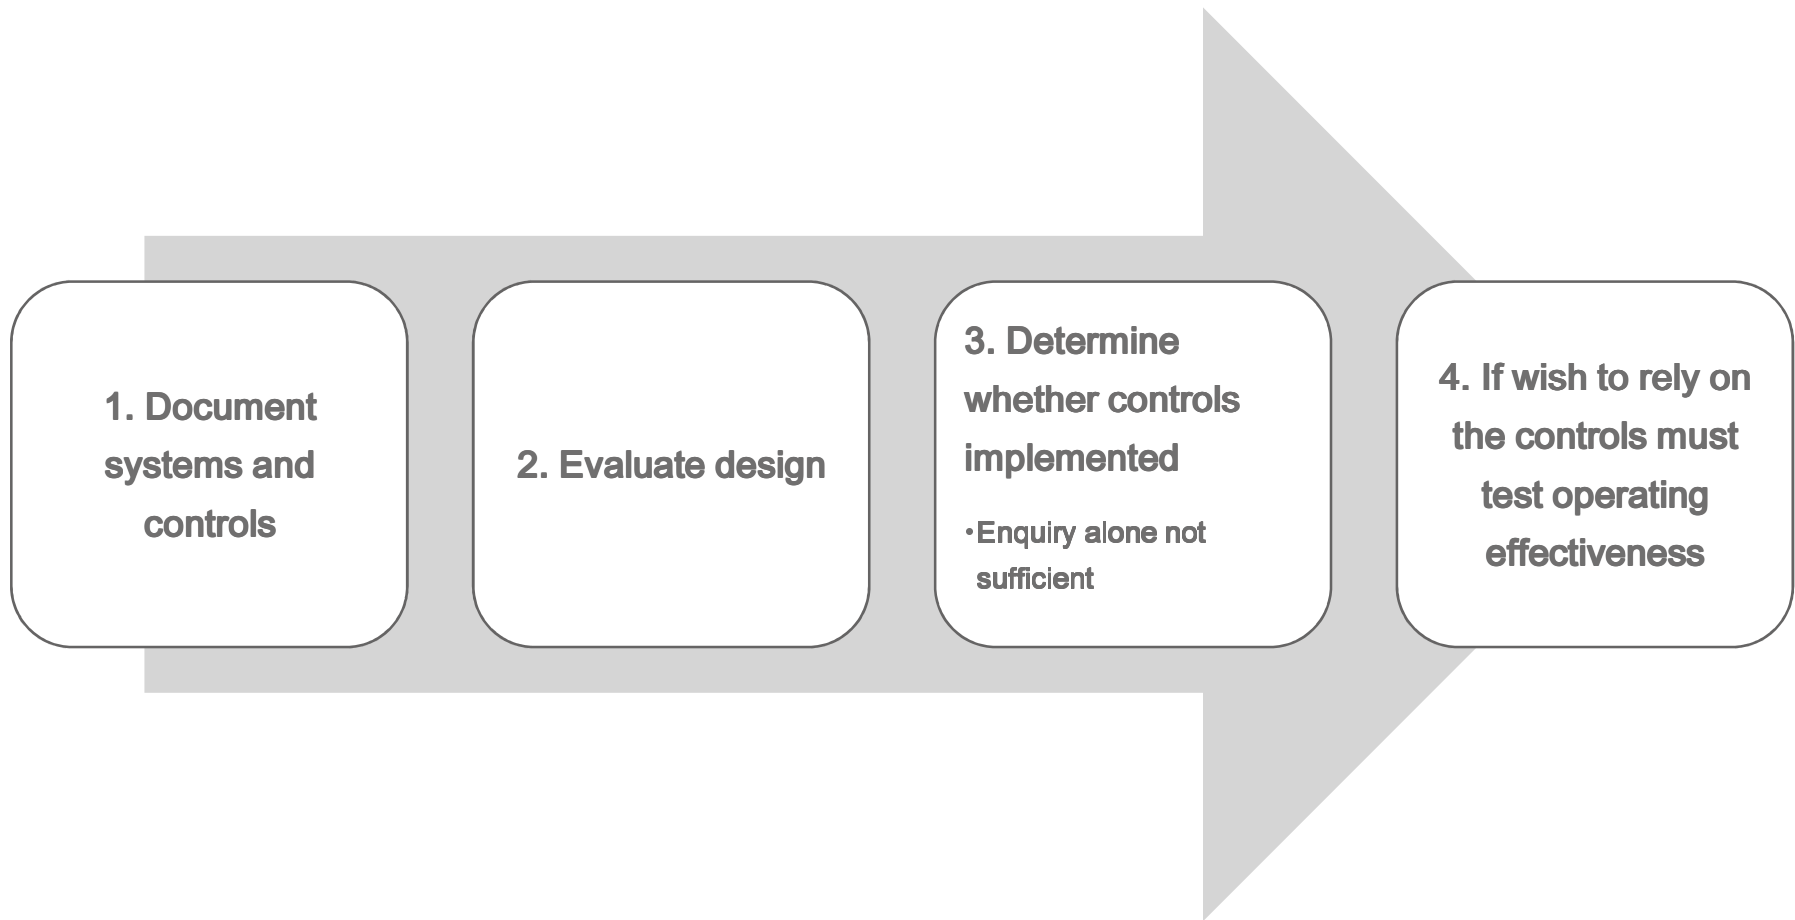 1. Document
systems and
controls
2. Evaluate design
3. Determine
whether controls
implemented
•Enquiry alone not
sufficient
4. If wish to rely on
the controls must
test operating
effectiveness